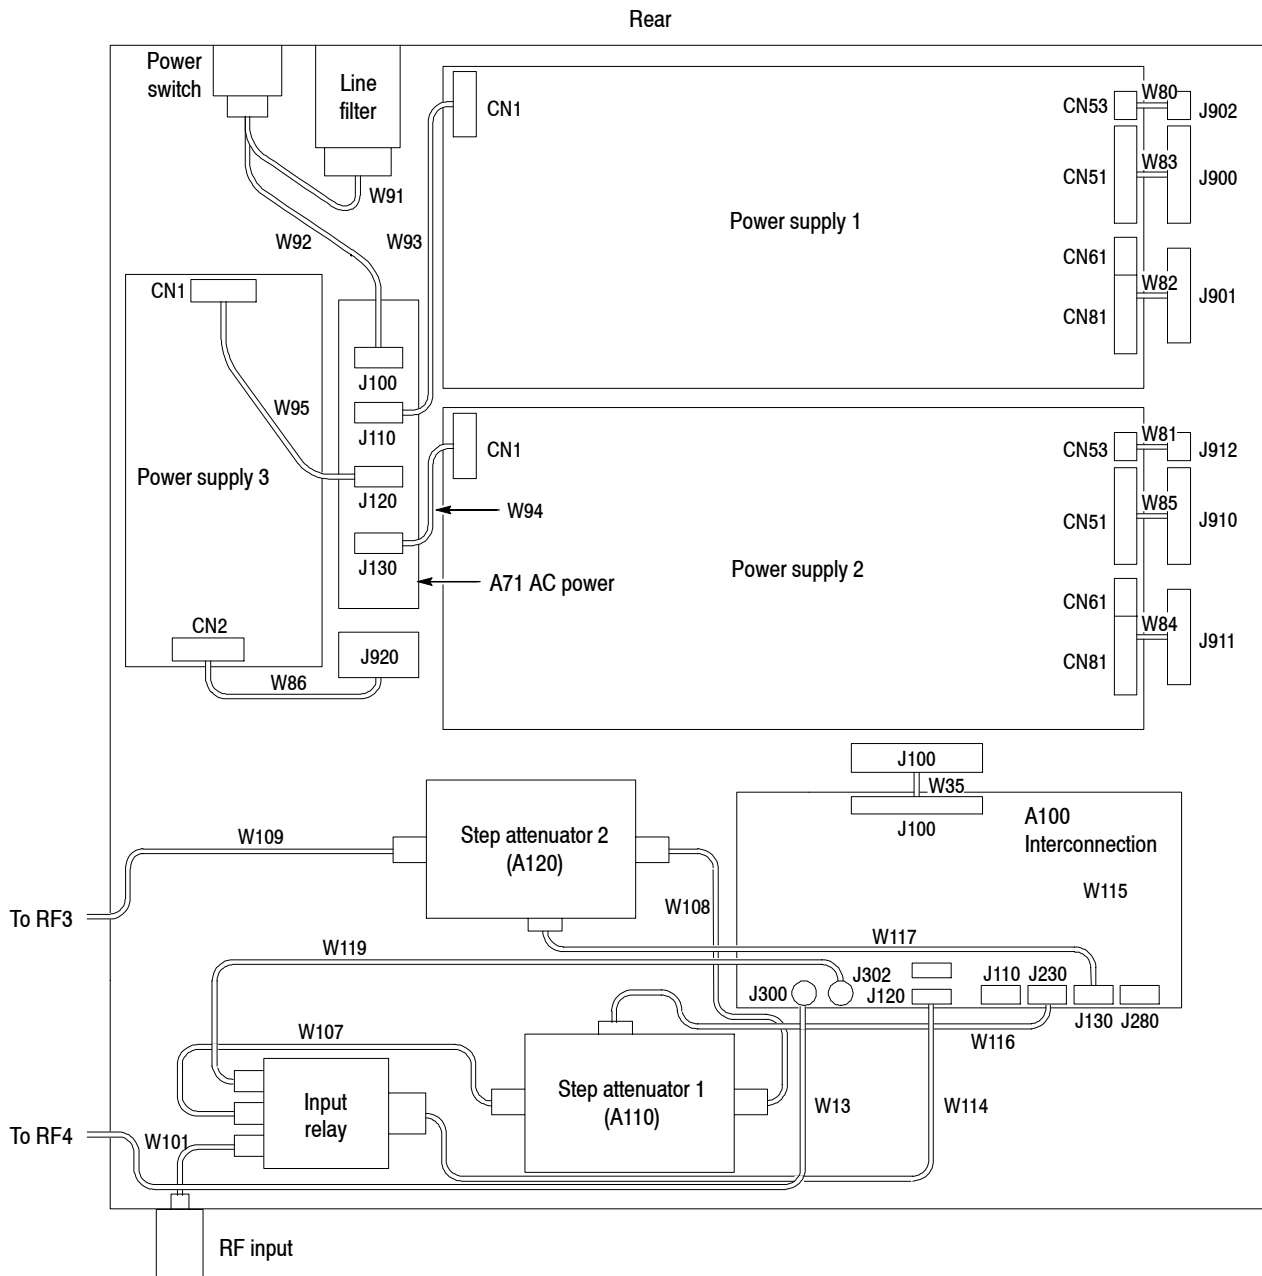 Rear
Power
switch
Line
filter
CN1
CN53
W80
J902
W91
CN51
W83
J900
W92
W93
Power supply 1
CN61
W82
J901
CN81
CN1
J100
W95
J110
CN1
CN53
W81
J912
Power supply 3
J120
W94
CN51
W85
J910
J130
A71 AC power
Power supply 2
CN61
W84
J911
CN81
CN2
J920
W86
J100
W35
J100
A100
Interconnection
W109
Step attenuator 2
(A120)
W115
To RF3
W108
W119
W117
J302
J110
J230
J300
J120
J130
J280
W107
W116
Step attenuator 1
(A110)
Input
relay
W13
W114
To RF4
W101
RF input